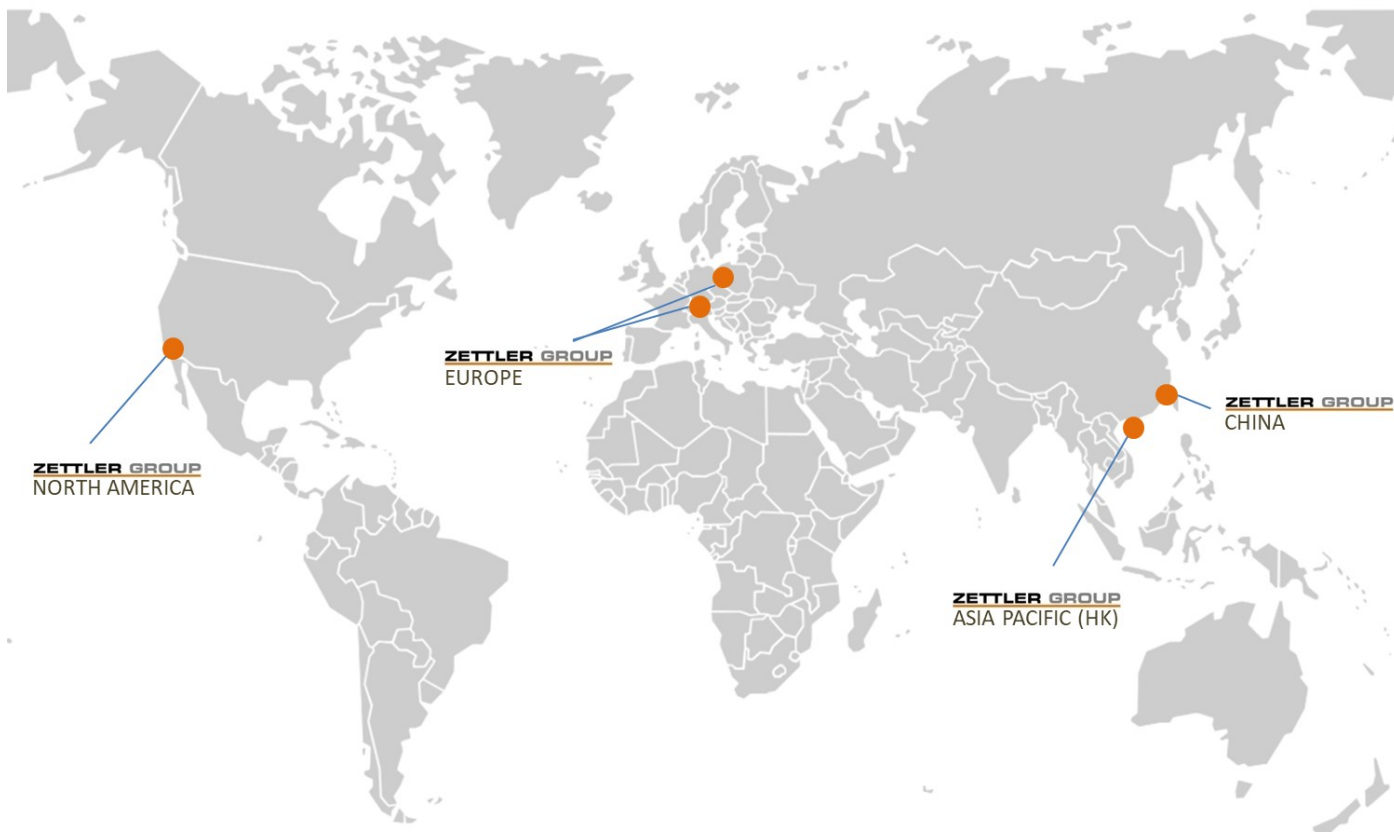 ZETTLER GROUP
EUROPE
ZETTLER GROUP
CHINA
ZETTLER GROUP
NORTH AMERICA
ZETTLER GROUP
ASIA PACIFIC (HK)